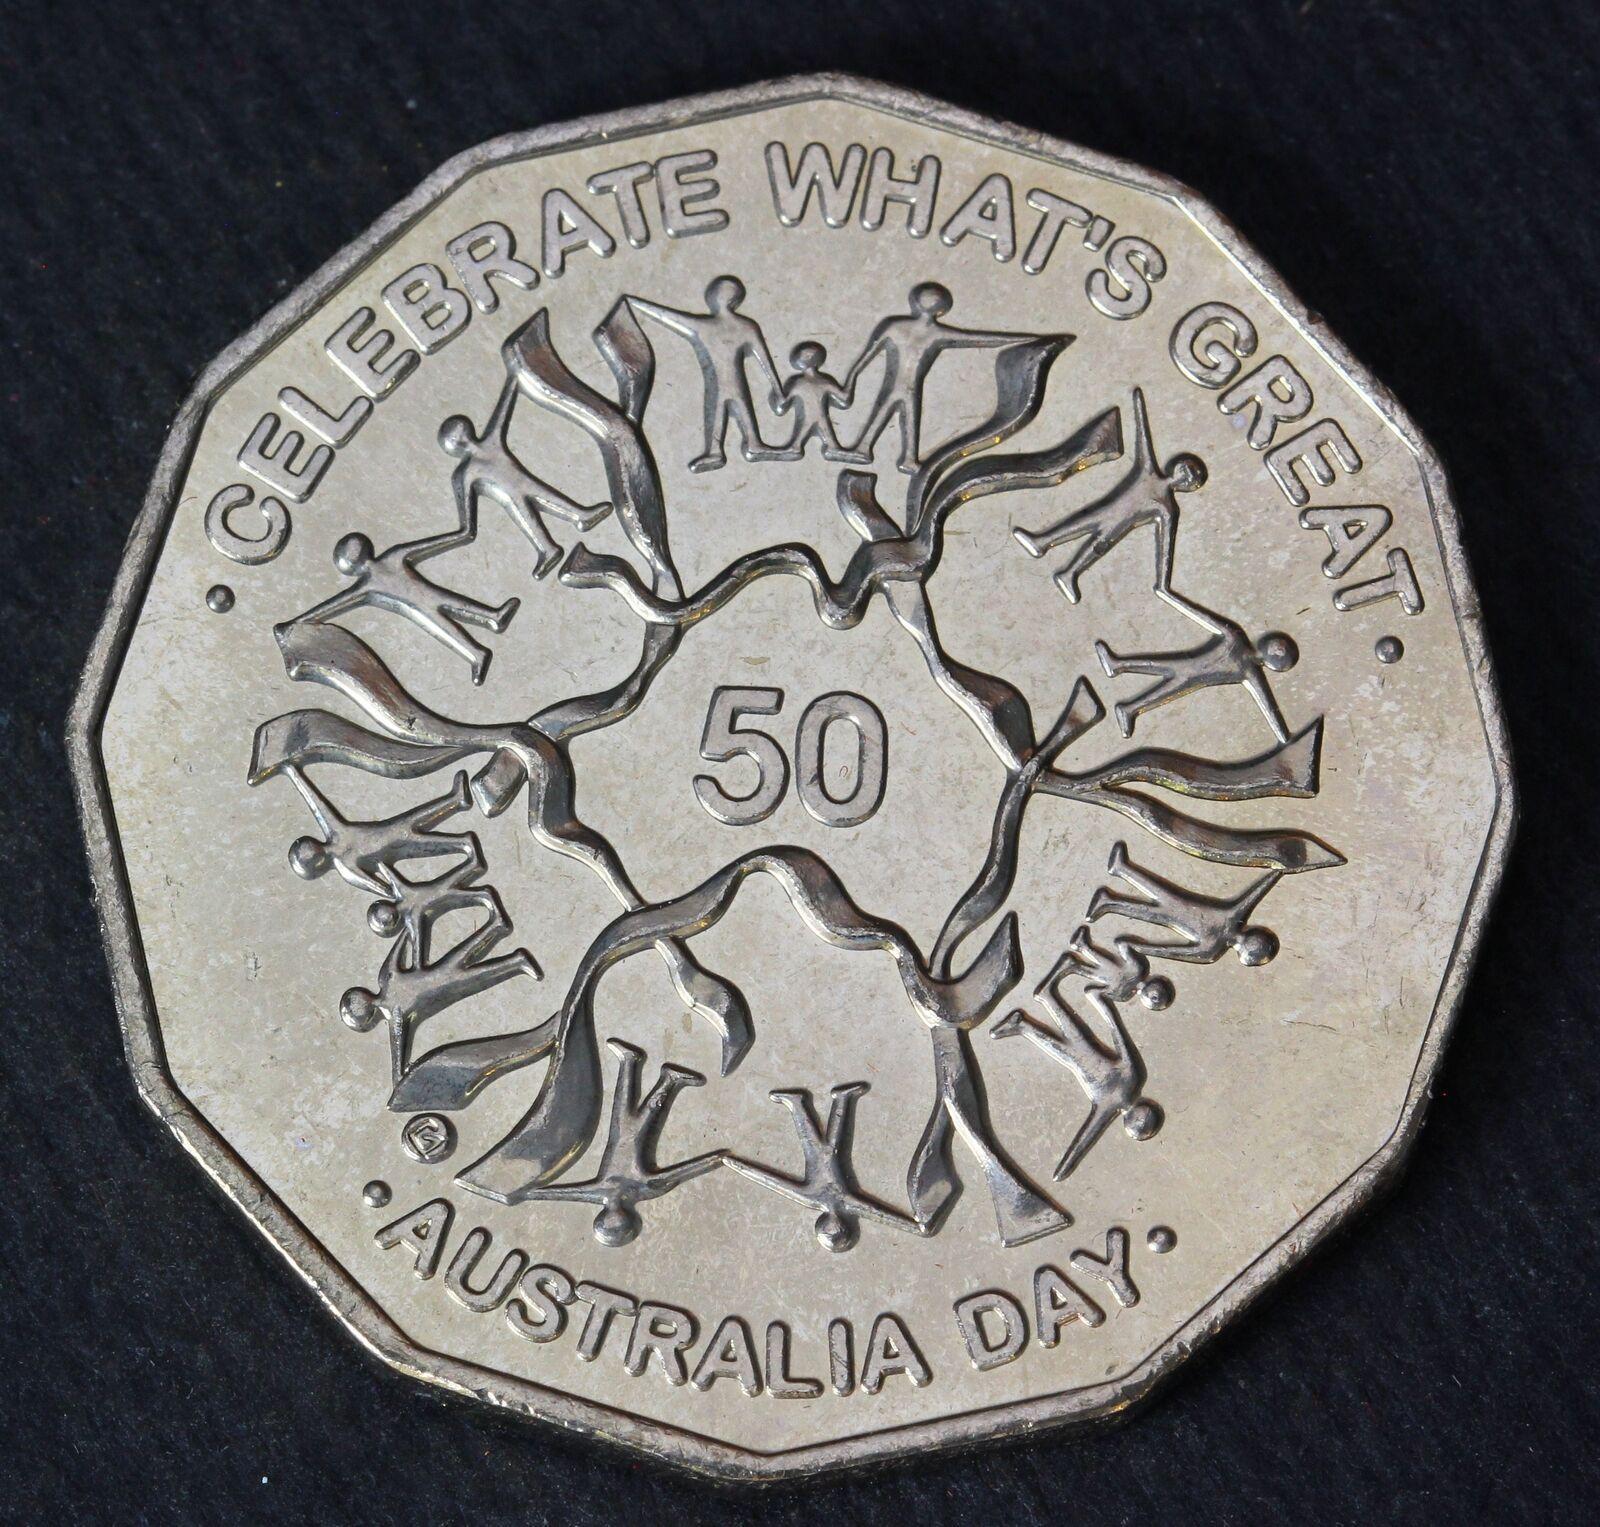 · CELEBRATE WHAT'S GREAT ·
50
· AUSTRALIA DAY ·